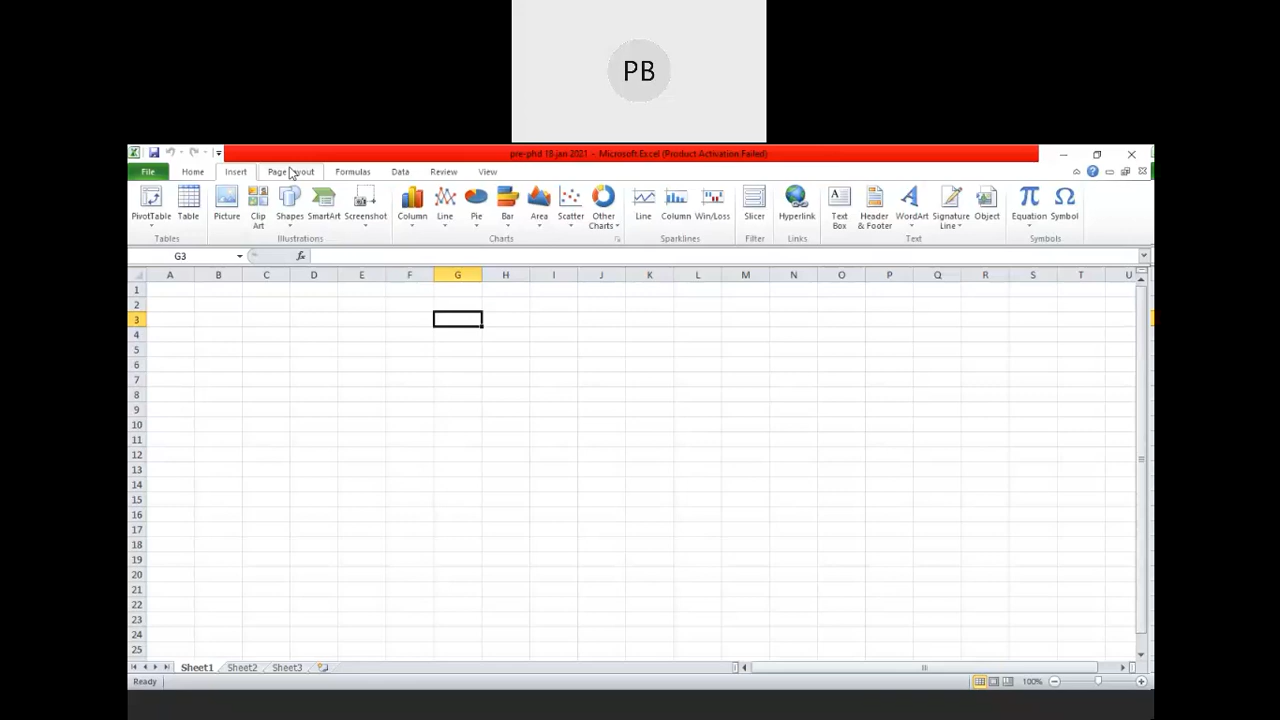 PB
pre-phd 18 jan 2021 - Microsoft Excel (Product Activation Failed)
File Home Insert Page Layout Formulas Data Review View
PivotTable Table Picture Clip Art Shapes SmartArt Screenshot Column Line Pie Bar Area Scatter Other Charts Line Column Win/Loss Slicer Hyperlink Text Box Header & Footer WordArt Signature Line Object Equation Symbol
Tables Illustrations Charts Sparklines Filter Links Text Symbols
G3 fx
A B C D E F G H I J K L M N O P Q R S T U
1
2
3
4
5
6
7
8
9
10
11
12
13
14
15
16
17
18
19
20
21
22
23
24
25
Sheet1 Sheet2 Sheet3
Ready 100%